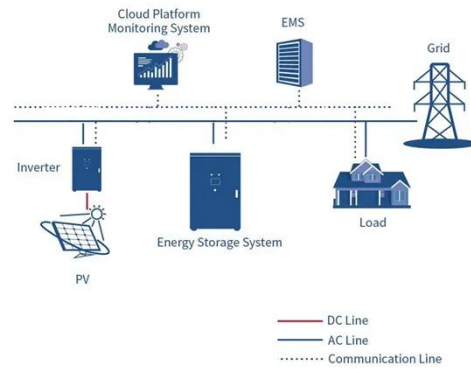 Cloud Platform
Monitoring System
EMS
Grid
Inverter
Energy Storage System
Load
PV
DC Line
AC Line
Communication Line